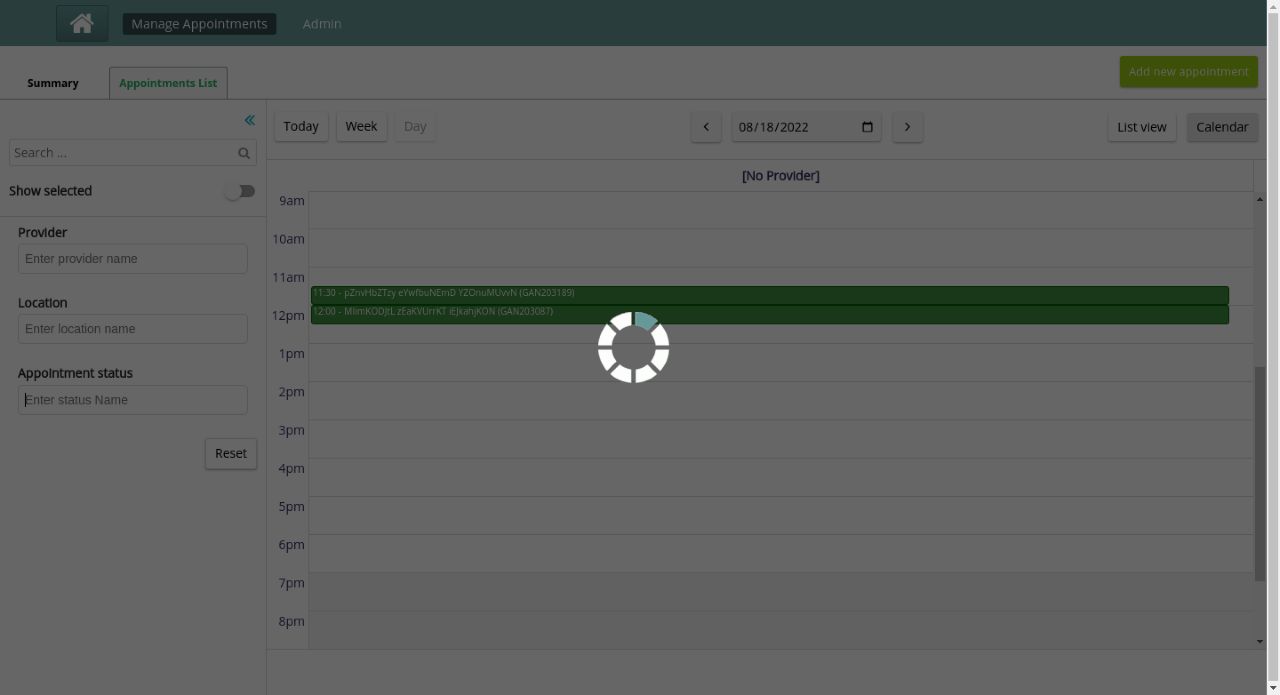 Manage Appointments
Admin
Summary
Appointments List
Add new appointment
Today
Week
Day
08/18/2022
List view
Calendar
Search ...
Show selected
[No Provider]
Provider
Enter provider name
Location
Enter location name
Appointment status
Enter status Name
Reset
9am
10am
11am
11:30 - pZnvHbZTzy eYwfbuNEmD YZOnuMUvvN (GAN203189)
12pm
12:00 - MlimKODJtL zEaKVUrrKT iEJkahjKON (GAN203087)
1pm
2pm
3pm
4pm
5pm
6pm
7pm
8pm